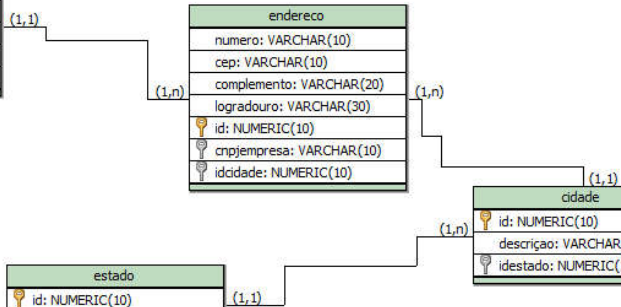 (1,1)
endereco
numero: VARCHAR(10)
cep: VARCHAR(10)
complemento: VARCHAR(20)
(1,n)
(1,n)
logradouro: VARCHAR(30)
id: NUMERIC(10)
cnpjempresa: VARCHAR(10)
idcidade: NUMERIC(10)
(1,1)
cidade
id: NUMERIC(10)
(1,n)
descriçao: VARCHAR
idestado: NUMERIC(
estado
id: NUMERIC(10)
(1,1)